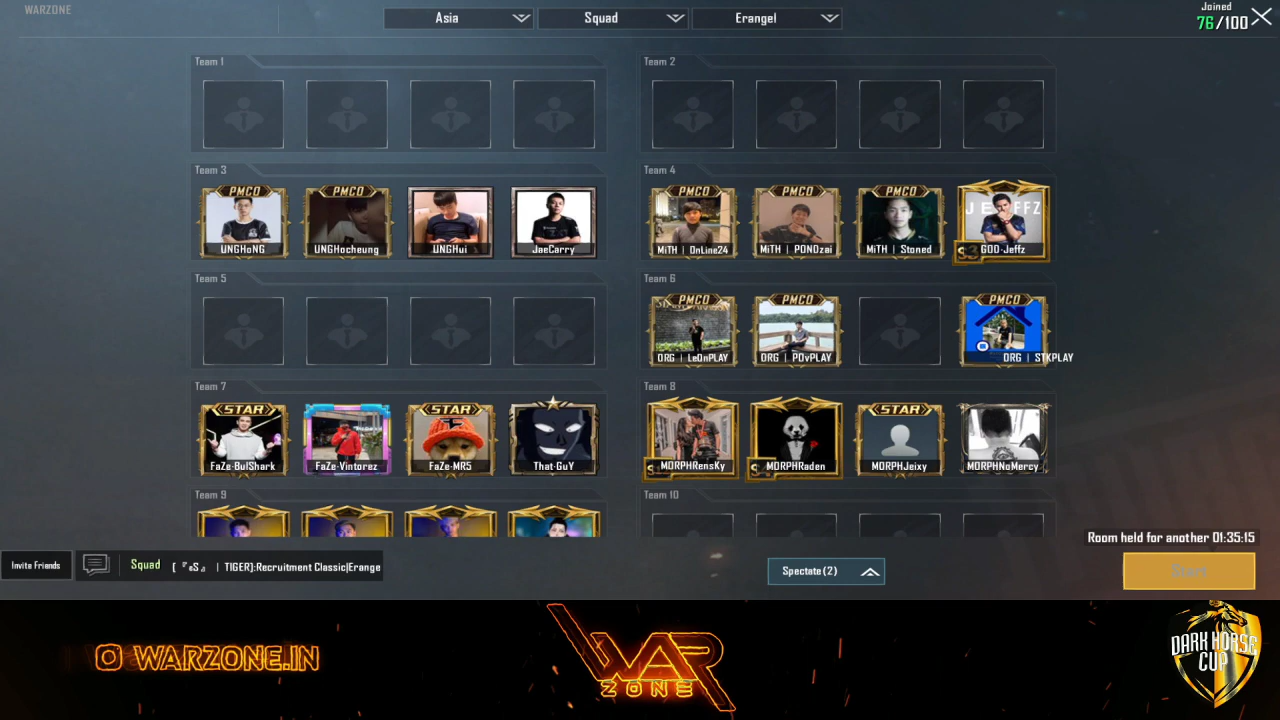 WARZONE
Asia
Squad
Erangel
Joined
76/100
Team 1
Team 2
Team 3
PMCO
UNGHoNG
PMCO
UNGHocheung
UNGHui
JaeCarry
Team 4
PMCO
MiTH | OnLine24
PMCO
MiTH | PONDzai
PMCO
MiTH | Stoned
JEFFZ
GOD-Jeffz
Team 5
Team 6
PMCO
ORG | LeOnPLAY
PMCO
ORG | POvPLAY
PMCO
ORG | STKPLAY
Team 7
STAR
FaZe-BulShark
FaZe-Vintorez
STAR
FaZe-MR5
That-GuY
Team 8
MORPHRensKy
MORPHRaden
STAR
MORPHJeixy
MORPHNoMercy
Team 9
Team 10
Room held for another 01:35:15
Invite Friends
Squad
| TIGER]:Recruitment Classic|Erange
Spectate(2)
Start
WARZONE.IN
WAR
ZONE
DARK HORSE
CUP